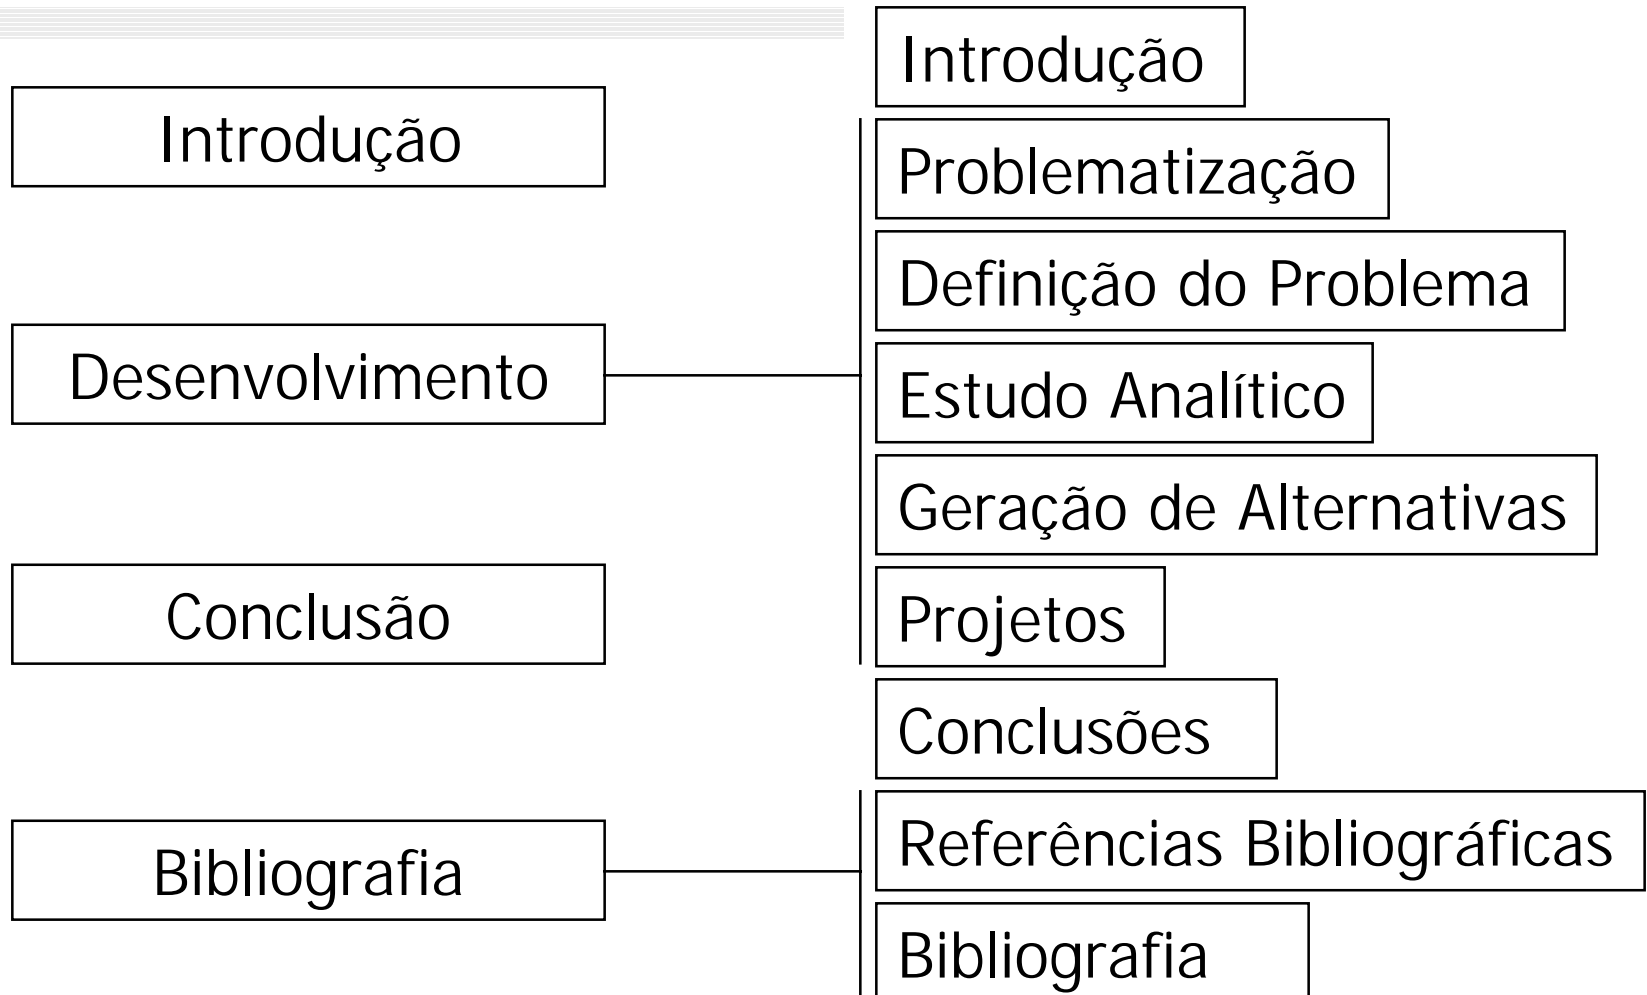 Introdução
Desenvolvimento
Conclusão
Bibliografia
Introdução
Problematização
Definição do Problema
Estudo Analítico
Geração de Alternativas
Projetos
Conclusões
Referências Bibliográficas
Bibliografia